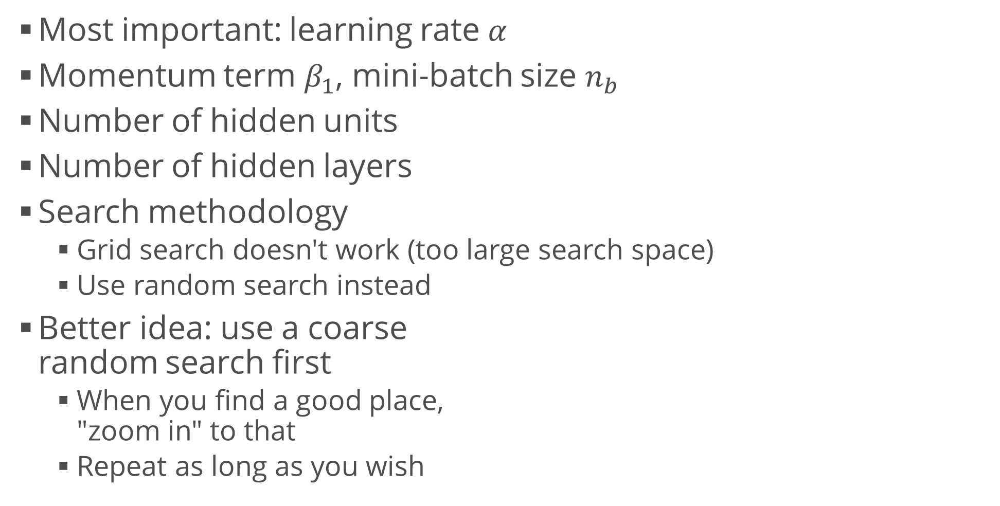 ▪ Most important: learning rate α
▪ Momentum term β₁, mini-batch size n_b
▪ Number of hidden units
▪ Number of hidden layers
▪ Search methodology
▪ Grid search doesn't work (too large search space)
▪ Use random search instead
▪ Better idea: use a coarse
random search first
▪ When you find a good place,
"zoom in" to that
▪ Repeat as long as you wish